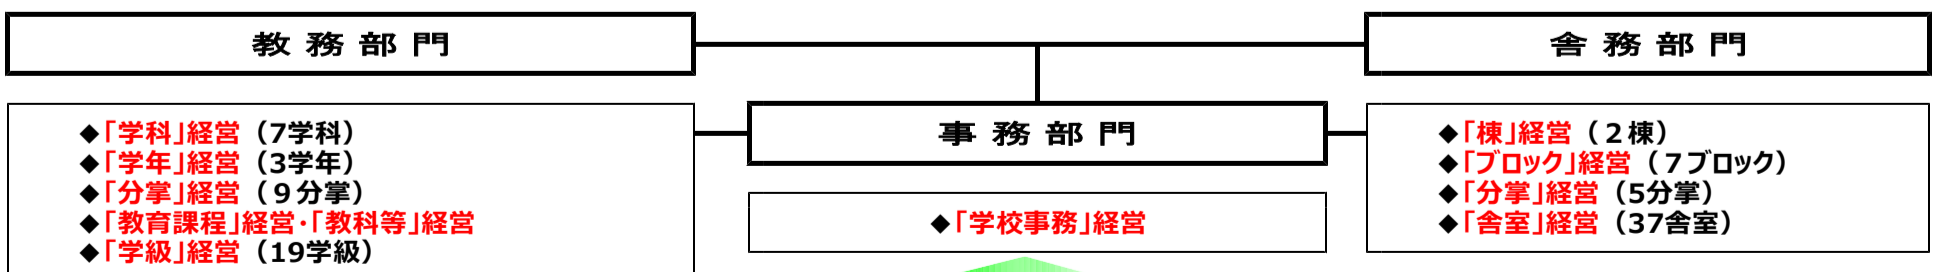 教務部門
舎務部門
事務部門
◆「学科」経営（7学科）
◆「学年」経営（3学年）
◆「分掌」経営（９分掌）
◆「教育課程」経営・「教科等」経営
◆「学級」経営（19学級）
◆「学校事務」経営
◆「棟」経営（２棟）
◆「ブロック」経営（７ブロック）
◆「分掌」経営（5分掌）
◆「舎室」経営（37舎室）